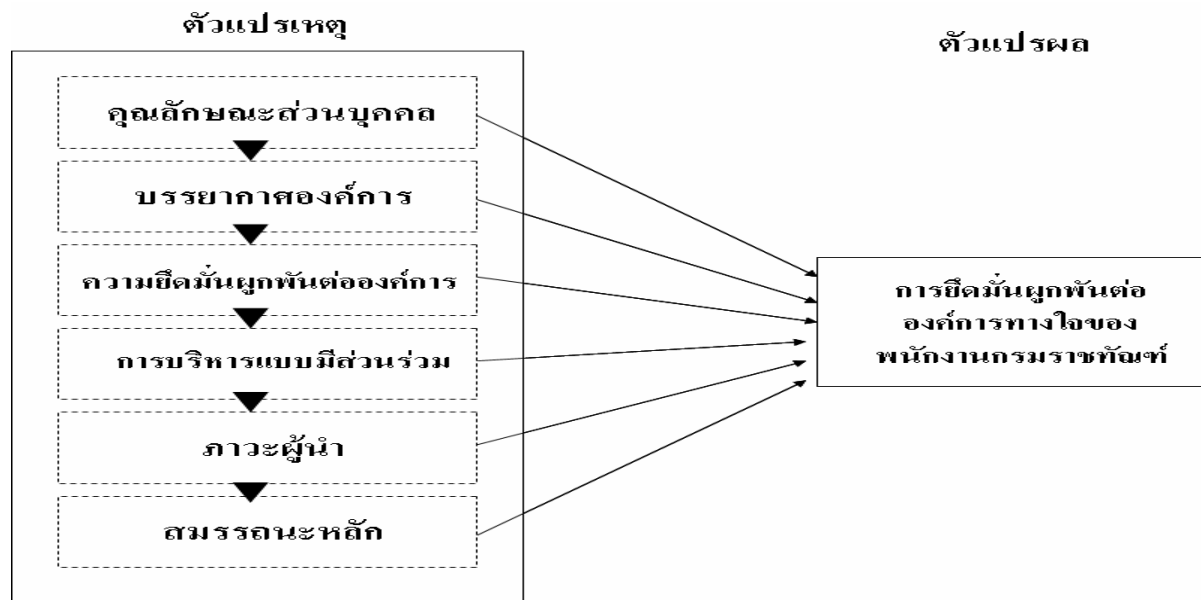 ตัวแปรเหตุ
ตัวแปรผล
คุณลักษณะส่วนบุคคล
บรรยากาศองค์การ
ความยึดมั่นผูกพันต่อองค์การ
การบริหารแบบมีส่วนร่วม
ภาวะผู้นำ
สมรรถนะหลัก
การยึดมั่นผูกพันต่อ
องค์การทางใจของ
พนักงานกรมราชทัณฑ์